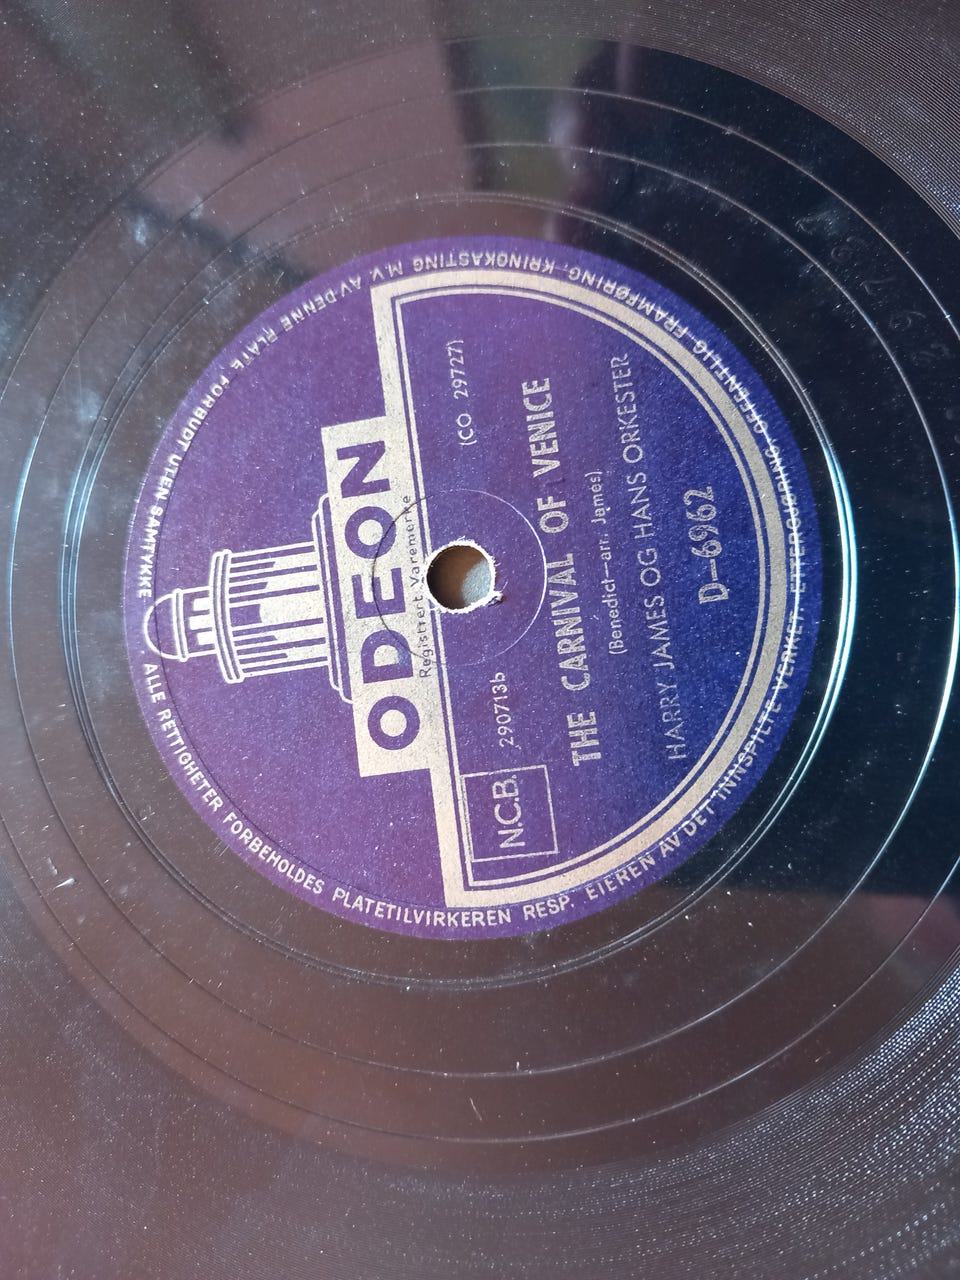 ODEON
Registrert Varemerke
(CO 29727)
N.C.B.
290713b
THE CARNIVAL OF VENICE
(Benedict—arr. James)
HARRY JAMES OG HANS ORKESTER
D—6962
ALLE RETTIGHETER FORBEHOLDES PLATETILVIRKEREN RESP. EIEREN AV DET INNSPILTE VERKET. ETTERGJØRING, OFFENTLIG FRAMFØRING, KRINGKASTING M.V. AV DENNE PLATE FORBUDT UTEN SAMTYKKE